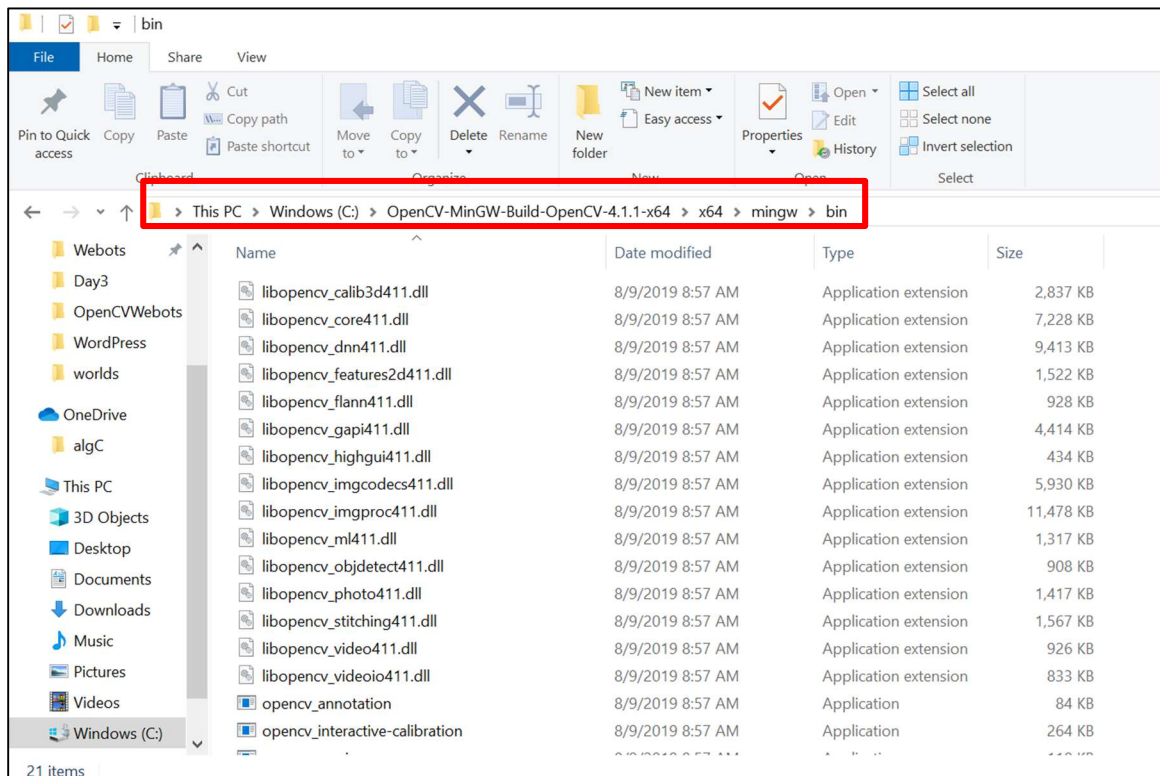 bin
File Home Share View
Pin to Quick access
Copy
Paste
Cut
Copy path
Paste shortcut
Move to
Copy to
Delete
Rename
New folder
New item
Easy access
Properties
Open
Edit
History
Select all
Select none
Invert selection
Clipboard Organize New Open Select
This PC > Windows (C:) > OpenCV-MinGW-Build-OpenCV-4.1.1-x64 > x64 > mingw > bin
Webots
Day3
OpenCVWebots
WordPress
worlds
OneDrive
algC
This PC
3D Objects
Desktop
Documents
Downloads
Music
Pictures
Videos
Windows (C:)
Name Date modified Type Size
libopencv_calib3d411.dll 8/9/2019 8:57 AM Application extension 2,837 KB
libopencv_core411.dll 8/9/2019 8:57 AM Application extension 7,228 KB
libopencv_dnn411.dll 8/9/2019 8:57 AM Application extension 9,413 KB
libopencv_features2d411.dll 8/9/2019 8:57 AM Application extension 1,522 KB
libopencv_flann411.dll 8/9/2019 8:57 AM Application extension 928 KB
libopencv_gapi411.dll 8/9/2019 8:57 AM Application extension 4,414 KB
libopencv_highgui411.dll 8/9/2019 8:57 AM Application extension 434 KB
libopencv_imgcodecs411.dll 8/9/2019 8:57 AM Application extension 5,930 KB
libopencv_imgproc411.dll 8/9/2019 8:57 AM Application extension 11,478 KB
libopencv_ml411.dll 8/9/2019 8:57 AM Application extension 1,317 KB
libopencv_objdetect411.dll 8/9/2019 8:57 AM Application extension 908 KB
libopencv_photo411.dll 8/9/2019 8:57 AM Application extension 1,417 KB
libopencv_stitching411.dll 8/9/2019 8:57 AM Application extension 1,567 KB
libopencv_video411.dll 8/9/2019 8:57 AM Application extension 926 KB
libopencv_videoio411.dll 8/9/2019 8:57 AM Application extension 833 KB
opencv_annotation 8/9/2019 8:57 AM Application 84 KB
opencv_interactive-calibration 8/9/2019 8:57 AM Application 264 KB
21 items